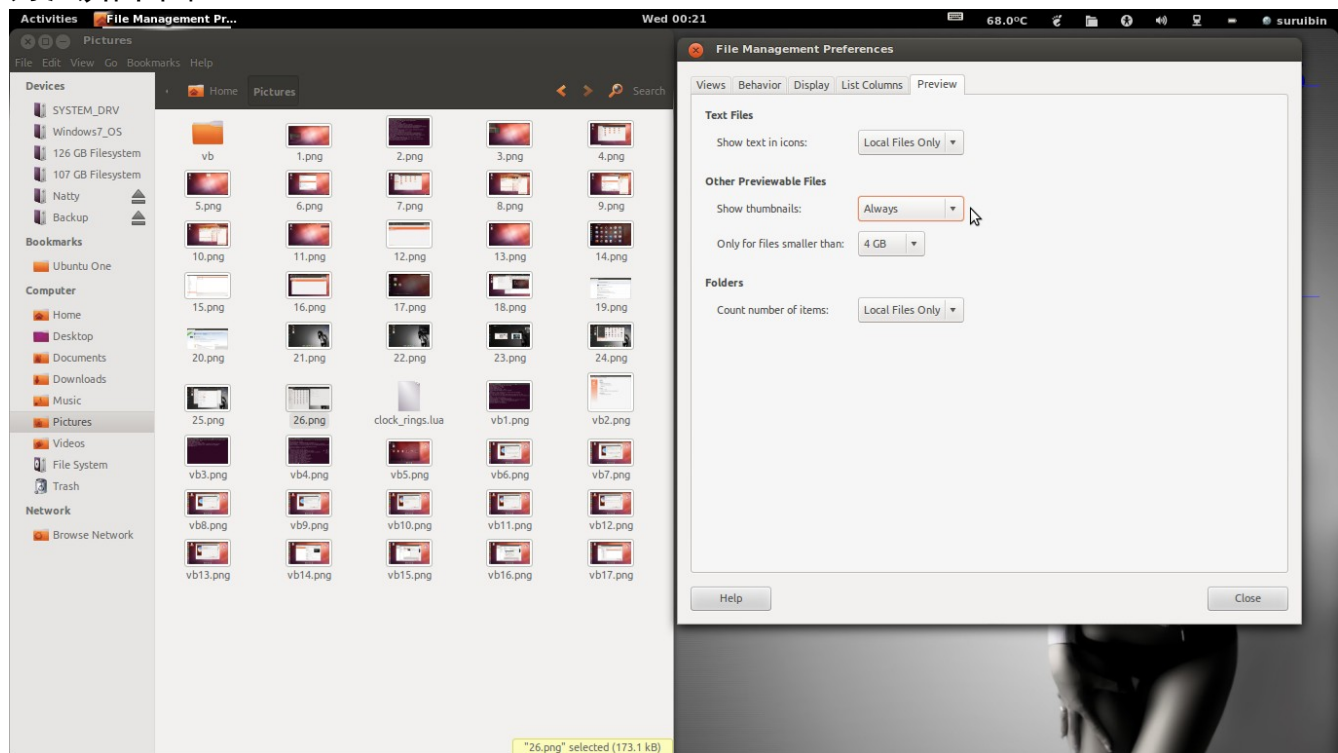 Activities File Management Pr... Wed 00:21 68.0°C suruibin
Pictures
File Edit View Go Bookmarks Help
Devices
SYSTEM_DRV
Windows7_OS
126 GB Filesystem
107 GB Filesystem
Natty
Backup
Bookmarks
Ubuntu One
Computer
Home
Desktop
Documents
Downloads
Music
Pictures
Videos
File System
Trash
Network
Browse Network
Home Pictures Search
vb 1.png 2.png 3.png 4.png
5.png 6.png 7.png 8.png 9.png
10.png 11.png 12.png 13.png 14.png
15.png 16.png 17.png 18.png 19.png
20.png 21.png 22.png 23.png 24.png
25.png 26.png clock_rings.lua vb1.png vb2.png
vb3.png vb4.png vb5.png vb6.png vb7.png
vb8.png vb9.png vb10.png vb11.png vb12.png
vb13.png vb14.png vb15.png vb16.png vb17.png
"26.png" selected (173.1 kB)
File Management Preferences
Views Behavior Display List Columns Preview
Text Files
Show text in icons: Local Files Only
Other Previewable Files
Show thumbnails: Always
Only for files smaller than: 4 GB
Folders
Count number of items: Local Files Only
Help Close